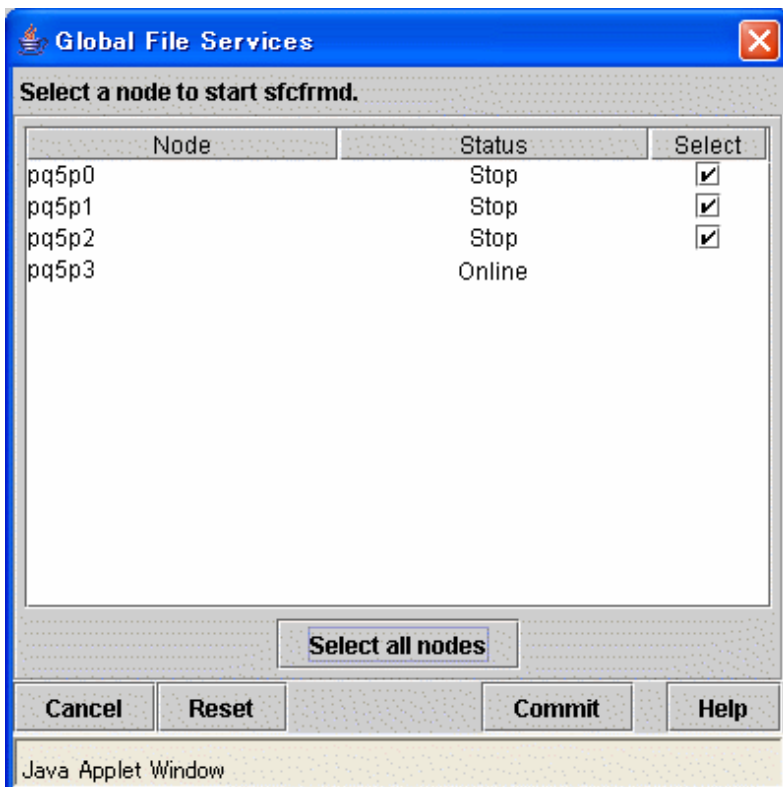 Global File Services
Select a node to start sfcfrmd.
Node Status Select
pq5p0 Stop
pq5p1 Stop
pq5p2 Stop
pq5p3 Online
Select all nodes
Cancel Reset Commit Help
Java Applet Window